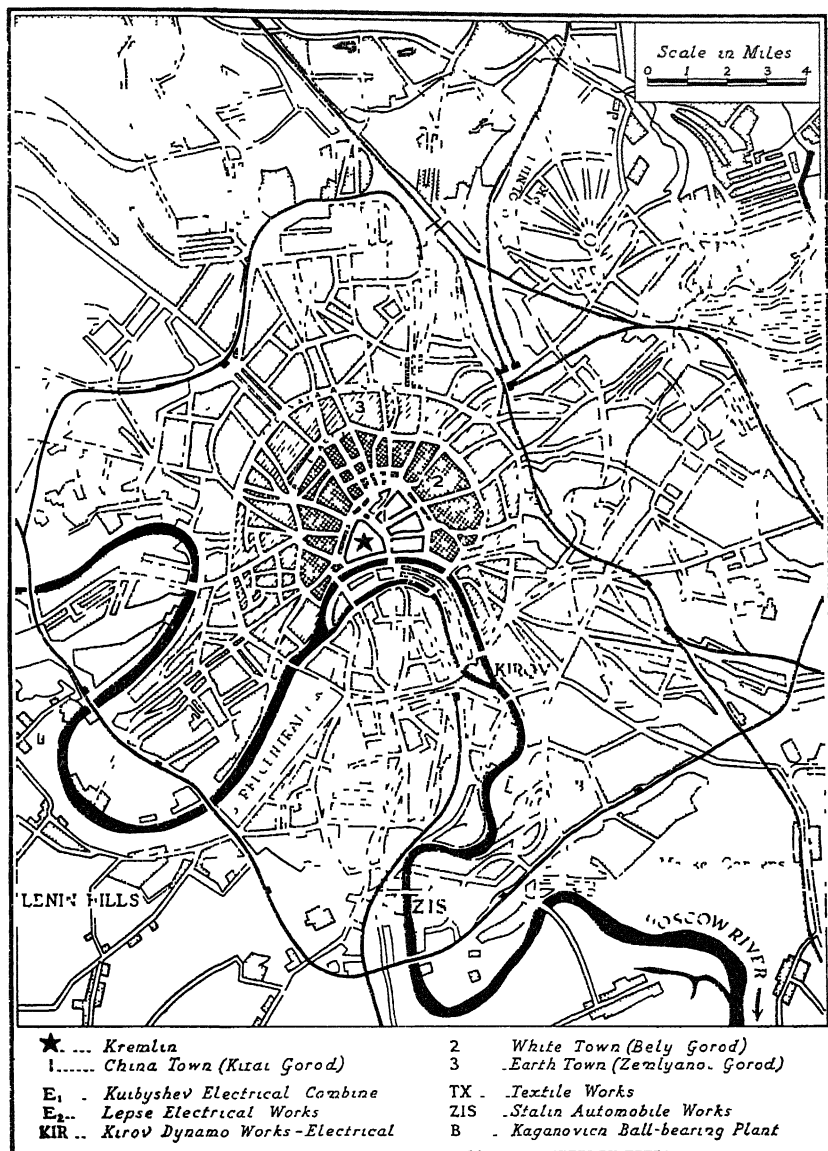 Scale in Miles
0 1 2 3 4
3
2
KIROV
LENIN HILLS
ZIS
MOSCOW RIVER
★. ... Kremlin
1...... China Town (Kitai Gorod)
E₁ . Kuibyshev Electrical Combine
E₂.. Lepse Electrical Works
KIR .. Kirov Dynamo Works-Electrical
2 White Town (Bely Gorod)
3 .Earth Town (Zemlyano. Gorod)
TX . .Textile Works
ZIS .Stalin Automobile Works
B . Kaganovich Ball-bearing Plant